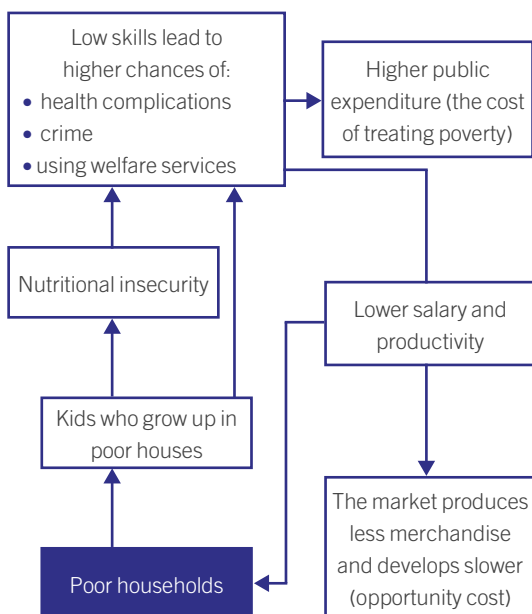 Low skills lead to
higher chances of:
• health complications
• crime
• using welfare services
Higher public
expenditure (the cost
of treating poverty)
Nutritional insecurity
Lower salary and
productivity
Kids who grow up in
poor houses
The market produces
less merchandise
and develops slower
(opportunity cost)
Poor households